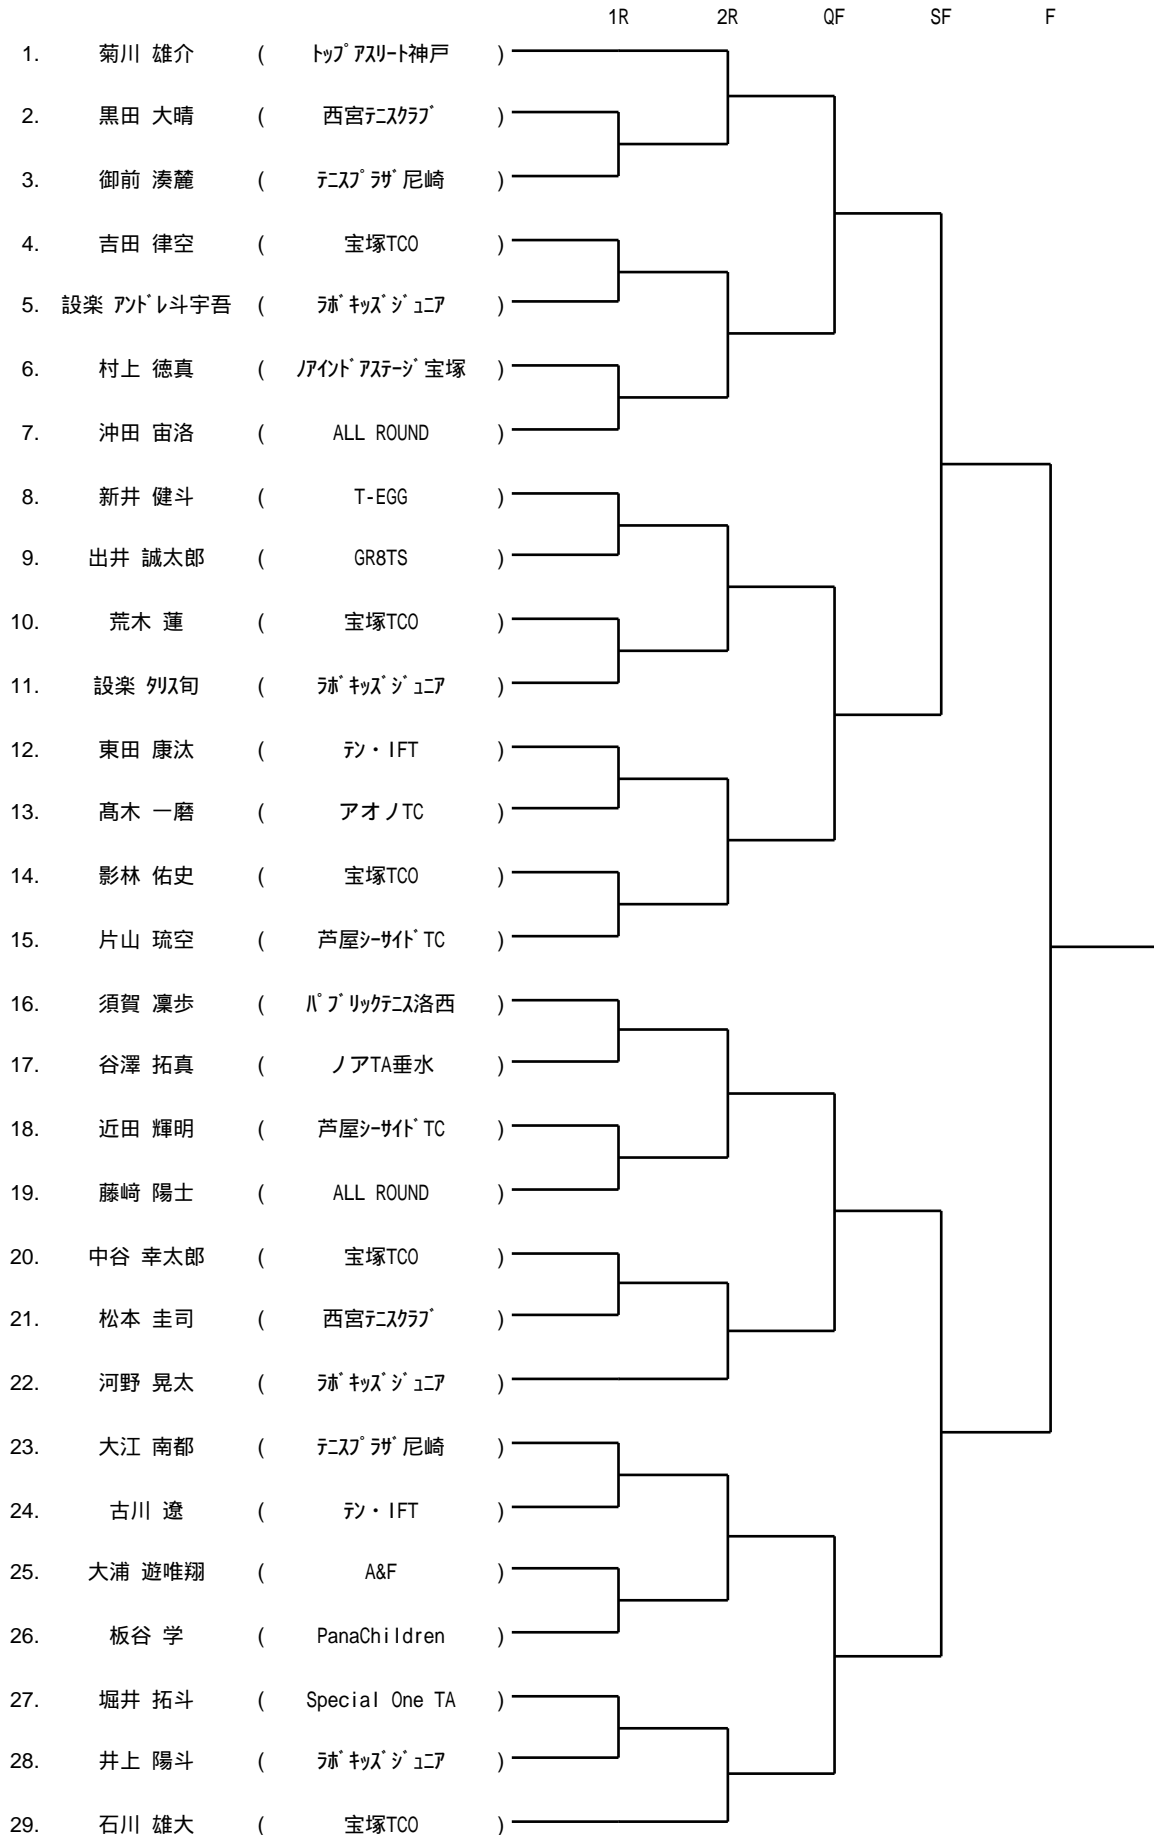 1R 2R QF SF F
1. 菊川 雄介 ( ﾄｯﾌﾟｱｽﾘｰﾄ神戸 )
2. 黒田 大晴 ( 西宮ﾃﾆｽｸﾗﾌﾞ )
3. 御前 湊麓 ( ﾃﾆｽﾌﾟﾗｻﾞ尼崎 )
4. 吉田 律空 ( 宝塚TCO )
5. 設楽 ｱﾝﾄﾞﾚ斗宇吾 ( ﾗﾎﾞｷｯｽﾞｼﾞｭﾆｱ )
6. 村上 徳真 ( ﾉｱｲﾝﾄﾞｱｽﾃｰｼﾞ宝塚 )
7. 沖田 宙洛 ( ALL ROUND )
8. 新井 健斗 ( T-EGG )
9. 出井 誠太郎 ( GR8TS )
10. 荒木 蓮 ( 宝塚TCO )
11. 設楽 ﾀﾘｽ旬 ( ﾗﾎﾞｷｯｽﾞｼﾞｭﾆｱ )
12. 東田 康汰 ( ﾃﾝ・IFT )
13. 髙木 一磨 ( アオノTC )
14. 影林 佑史 ( 宝塚TCO )
15. 片山 琉空 ( 芦屋ｼｰｻｲﾄﾞTC )
16. 須賀 凜歩 ( ﾊﾟﾌﾞﾘｯｸﾃﾆｽ洛西 )
17. 谷澤 拓真 ( ノアTA垂水 )
18. 近田 輝明 ( 芦屋ｼｰｻｲﾄﾞTC )
19. 藤﨑 陽士 ( ALL ROUND )
20. 中谷 幸太郎 ( 宝塚TCO )
21. 松本 圭司 ( 西宮ﾃﾆｽｸﾗﾌﾞ )
22. 河野 晃太 ( ﾗﾎﾞｷｯｽﾞｼﾞｭﾆｱ )
23. 大江 南都 ( ﾃﾆｽﾌﾟﾗｻﾞ尼崎 )
24. 古川 遼 ( ﾃﾝ・IFT )
25. 大浦 遊唯翔 ( A&F )
26. 板谷 学 ( PanaChildren )
27. 堀井 拓斗 ( Special One TA )
28. 井上 陽斗 ( ﾗﾎﾞｷｯｽﾞｼﾞｭﾆｱ )
29. 石川 雄大 ( 宝塚TCO )